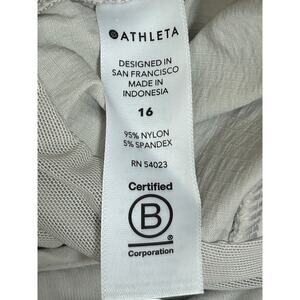 ATHLETA
DESIGNED IN
SAN FRANCISCO
MADE IN
INDONESIA
16
95% NYLON
5% SPANDEX
RN 54023
Certified
B
Corporation